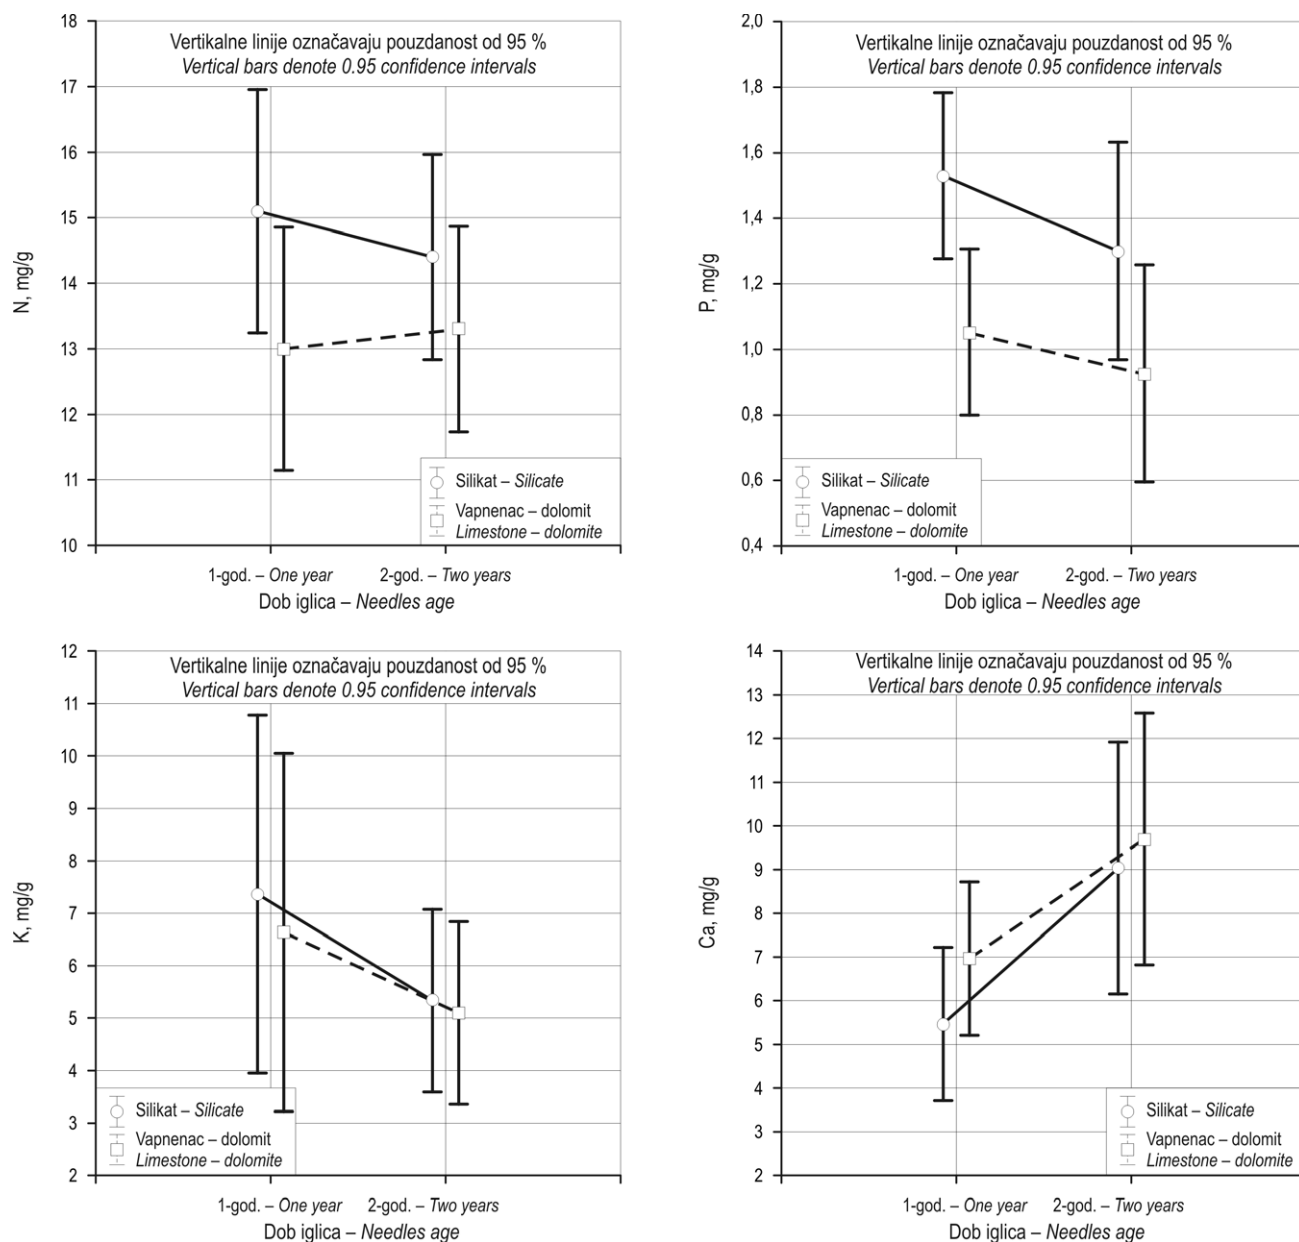 18
17
16
15
14
13
12
11
10
N, mg/g
Vertikalne linije označavaju pouzdanost od 95 %
Vertical bars denote 0.95 confidence intervals
Silikat – Silicate
Vapnenac – dolomit
Limestone – dolomite
1-god. – One year
2-god. – Two years
Dob iglica – Needles age
2,0
1,8
1,6
1,4
1,2
1,0
0,8
0,6
0,4
P, mg/g
Vertikalne linije označavaju pouzdanost od 95 %
Vertical bars denote 0.95 confidence intervals
Silikat – Silicate
Vapnenac – dolomit
Limestone – dolomite
1-god. – One year
2-god. – Two years
Dob iglica – Needles age
12
11
10
9
8
7
6
5
4
3
2
K, mg/g
Vertikalne linije označavaju pouzdanost od 95 %
Vertical bars denote 0.95 confidence intervals
Silikat – Silicate
Vapnenac – dolomit
Limestone – dolomite
1-god. – One year
2-god. – Two years
Dob iglica – Needles age
14
13
12
11
10
9
8
7
6
5
4
3
2
Ca, mg/g
Vertikalne linije označavaju pouzdanost od 95 %
Vertical bars denote 0.95 confidence intervals
Silikat – Silicate
Vapnenac – dolomit
Limestone – dolomite
1-god. – One year
2-god. – Two years
Dob iglica – Needles age